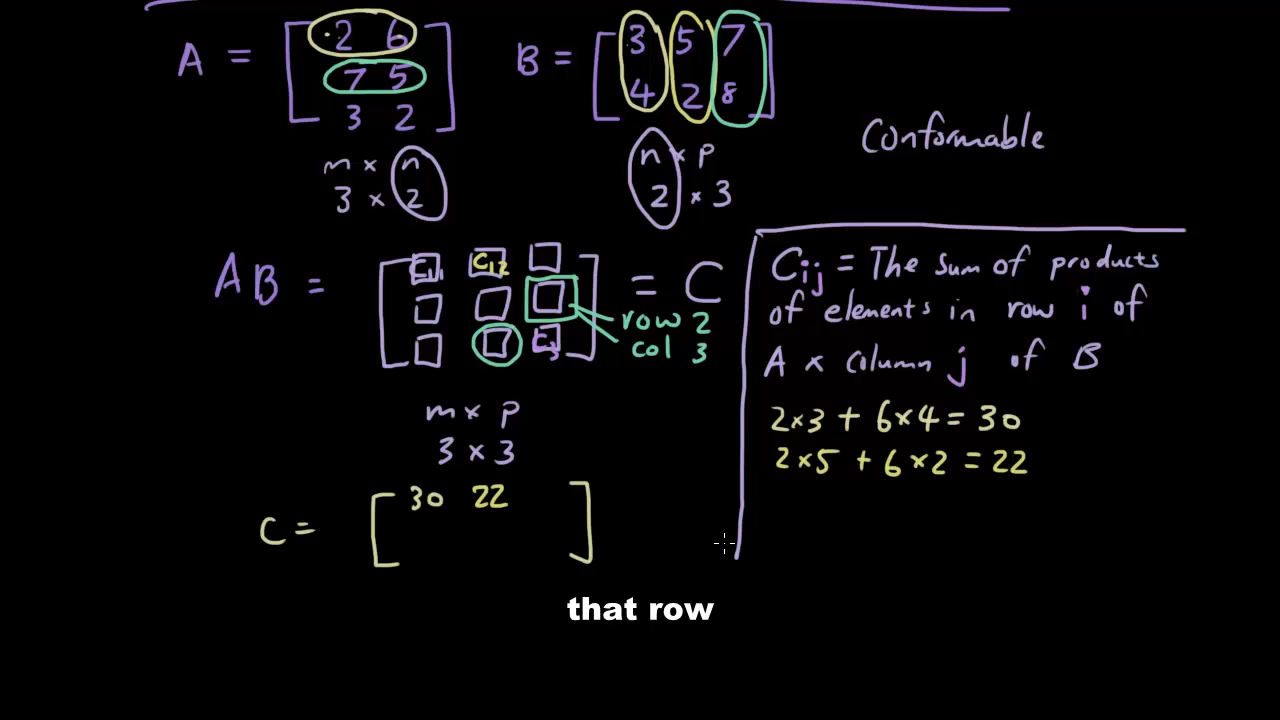 A = [ 2 6 B = [ 3 5 7
7 5 4 2 8 ]
3 2 ]
Conformable
m × n n × p
3 × 2 2 × 3
AB = [ C11 C12 ] = C
row 2
col 3
m × p
3 × 3
Cij = The sum of products
of elements in row i of
A × column j of B
2×3 + 6×4 = 30
2×5 + 6×2 = 22
C = [ 30 22 ]
that row